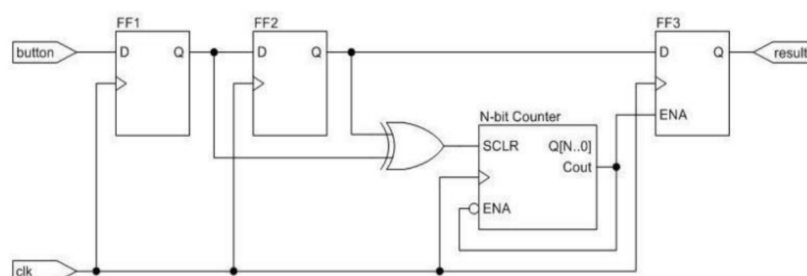 FF1
FF2
FF3
button
D
Q
D
Q
D
Q
result
N-bit Counter
ENA
SCLR
Q[N..0]
Cout
ENA
clk